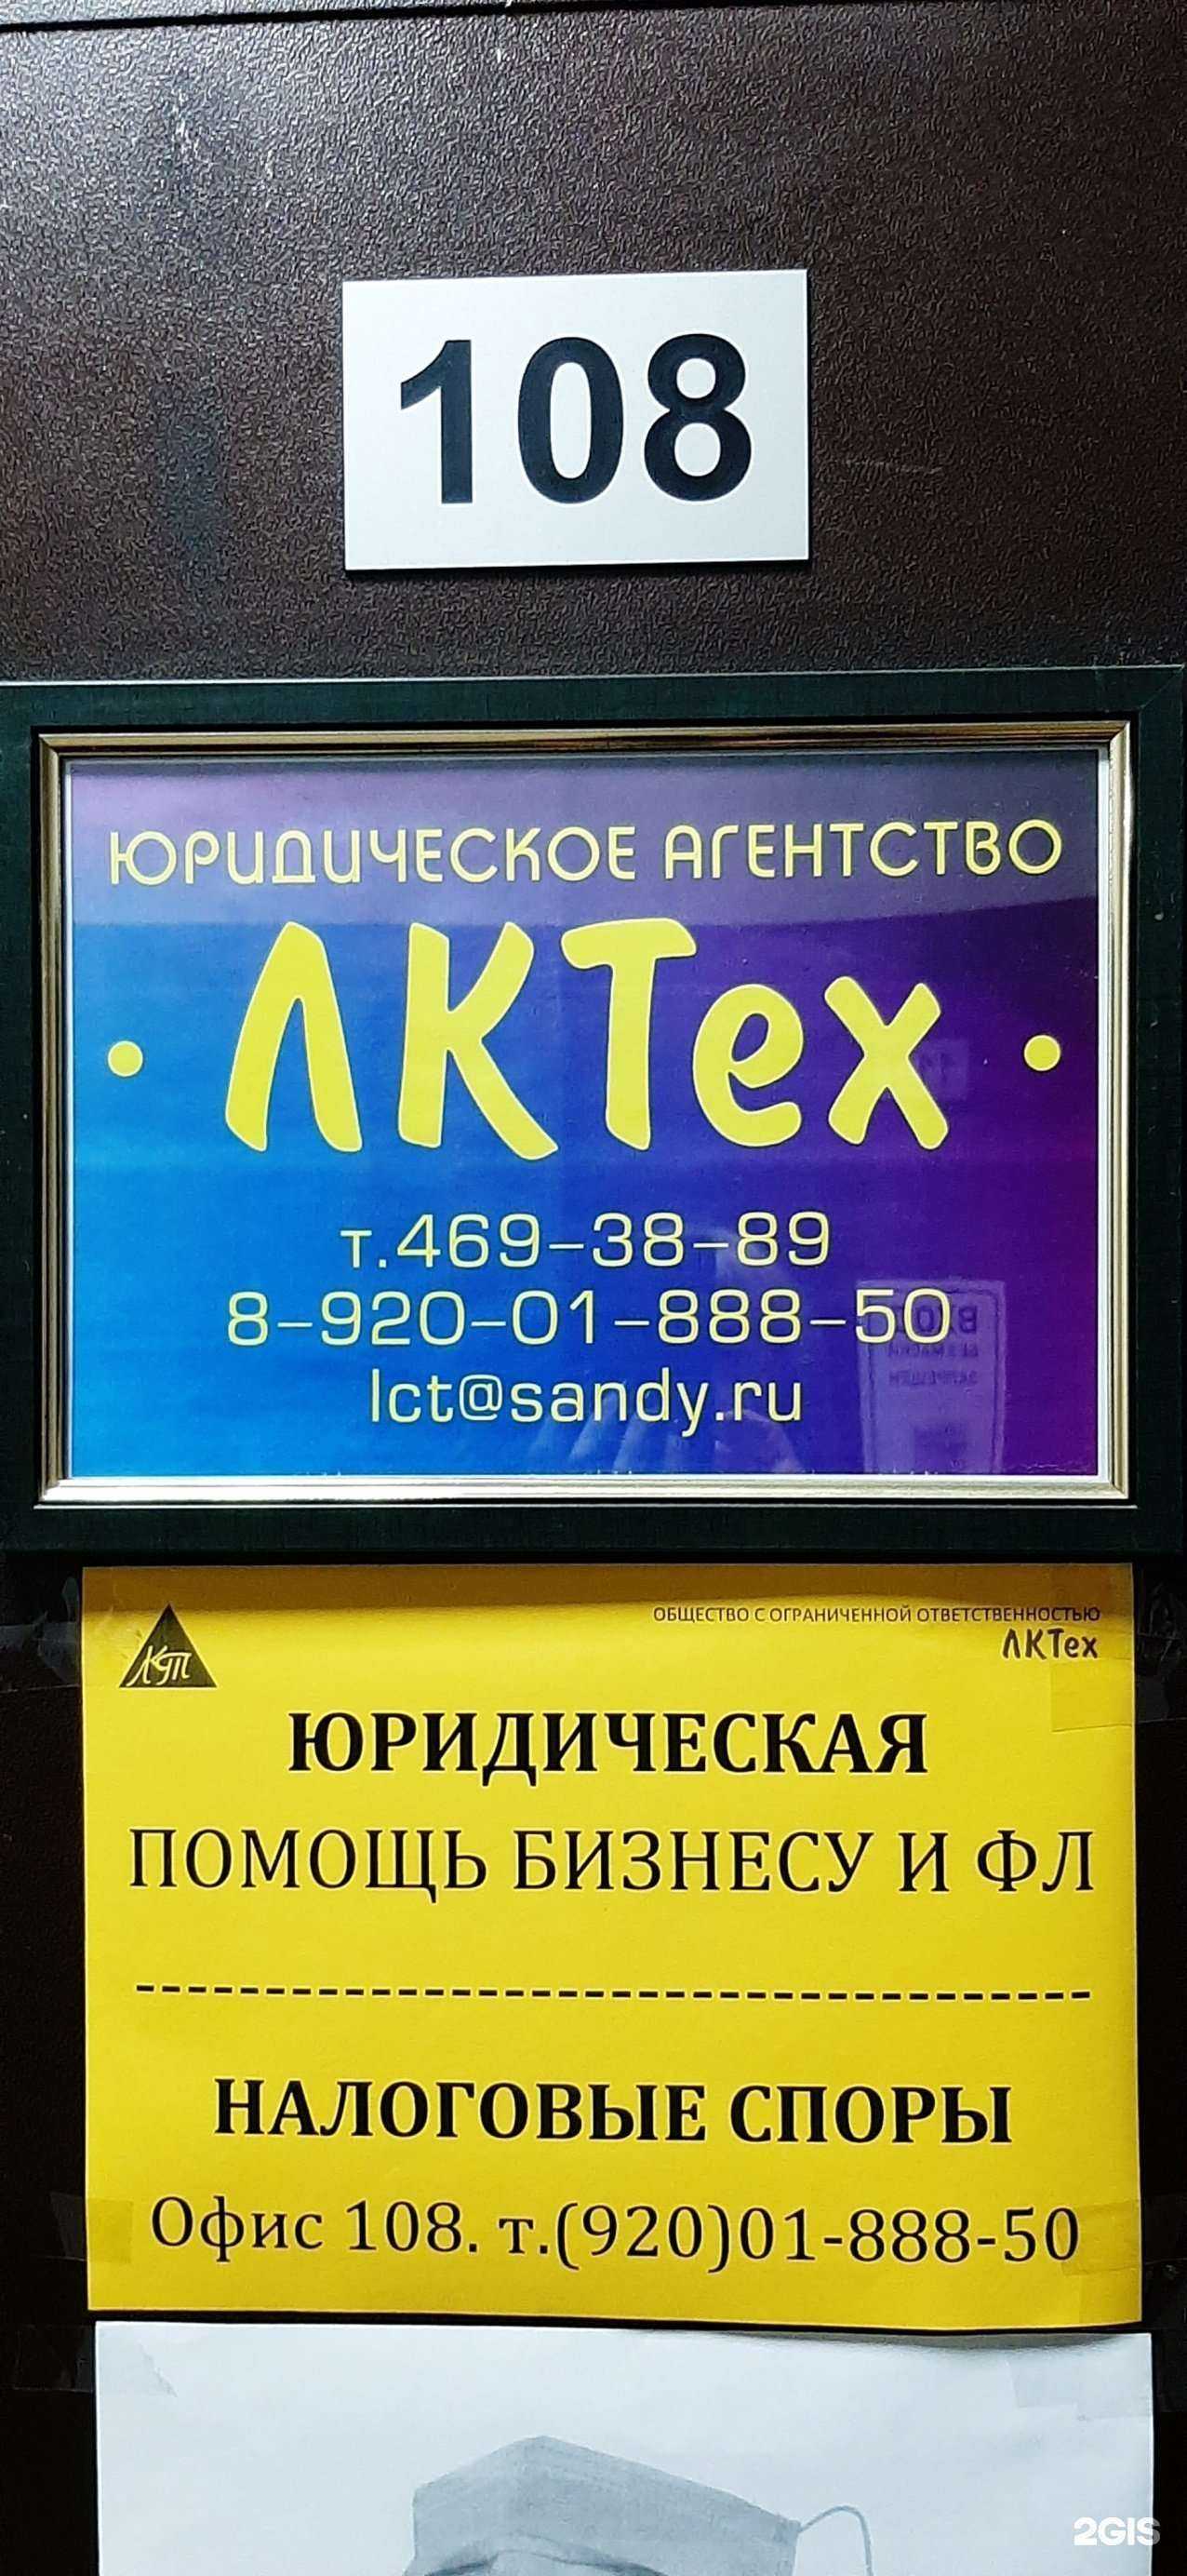 108
ЮРИДИЧЕСКОЕ АГЕНТСТВО
• ЛКТех •
т.469-38-89
8-920-01-888-50
lct@sandy.ru
ОБЩЕСТВО С ОГРАНИЧЕННОЙ ОТВЕТСТВЕННОСТЬЮ
ЛКТех
ЛКТ
ЮРИДИЧЕСКАЯ
ПОМОЩЬ БИЗНЕСУ И ФЛ
НАЛОГОВЫЕ СПОРЫ
Офис 108. т.(920)01-888-50
2GIS